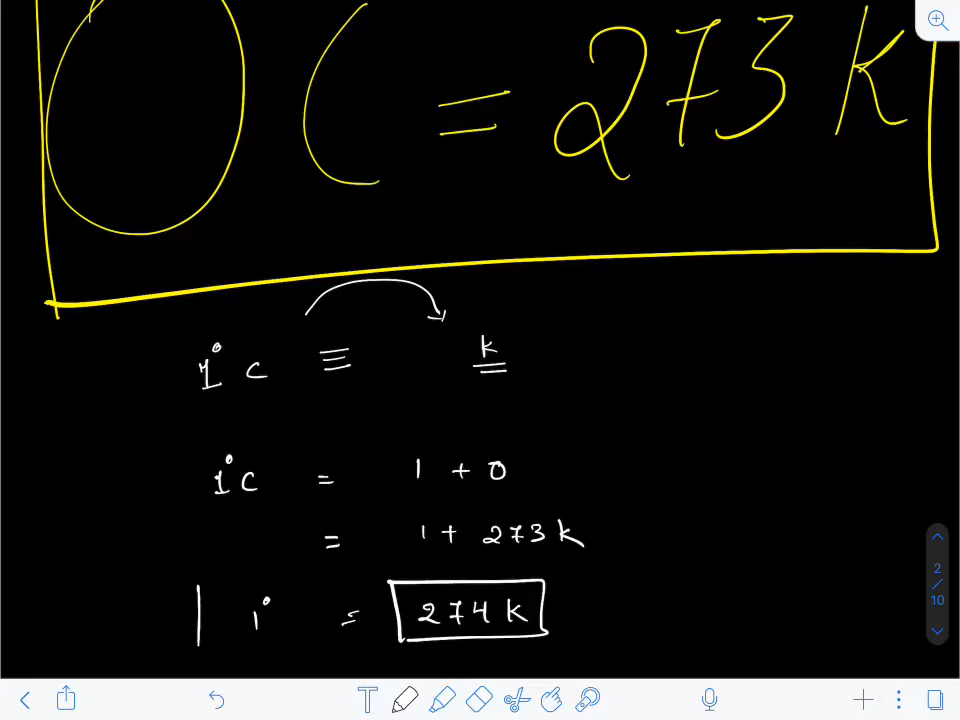 0 C = 273 k
1° c ≡ k
1° c = 1 + 0
= 1 + 273 k
1° = 274 k
2
/
10